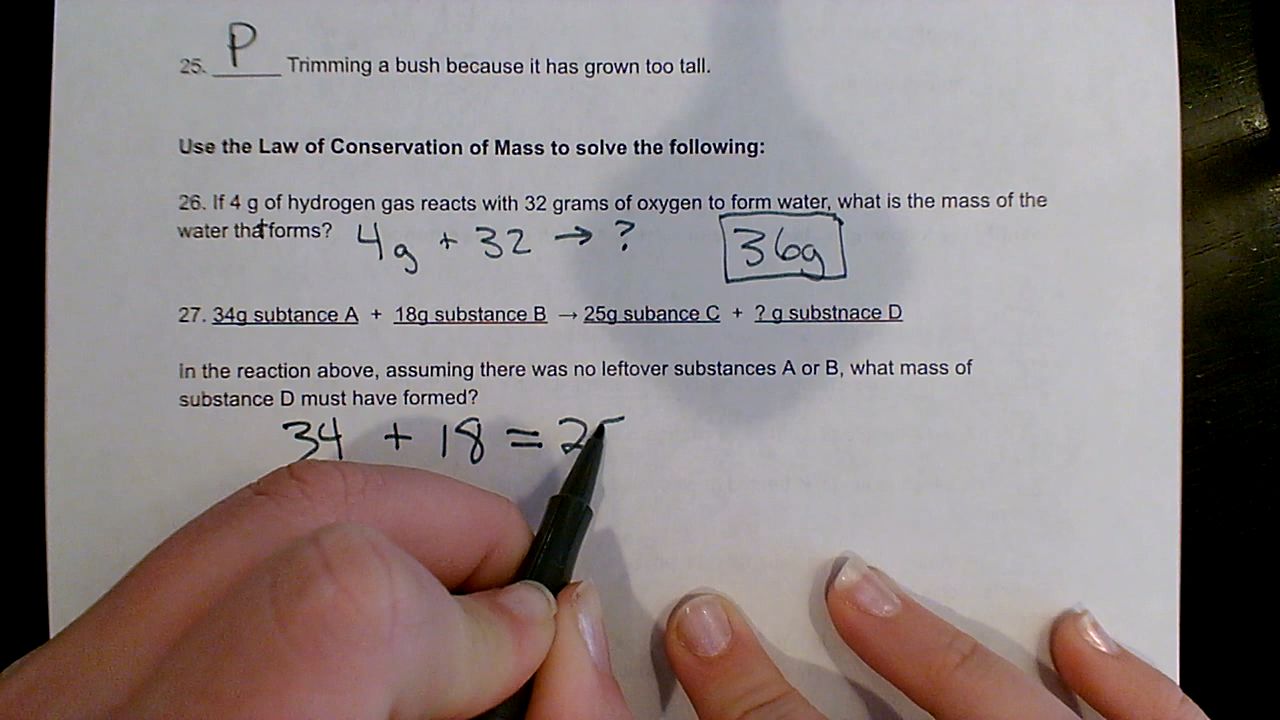 P
25. ______ Trimming a bush because it has grown too tall.
Use the Law of Conservation of Mass to solve the following:
26. If 4 g of hydrogen gas reacts with 32 grams of oxygen to form water, what is the mass of the
water that forms? 4g + 32 → ? 36g
27. 34g subtance A + 18g substance B → 25g subance C + ? g substnace D
In the reaction above, assuming there was no leftover substances A or B, what mass of
substance D must have formed?
34 + 18 = 25